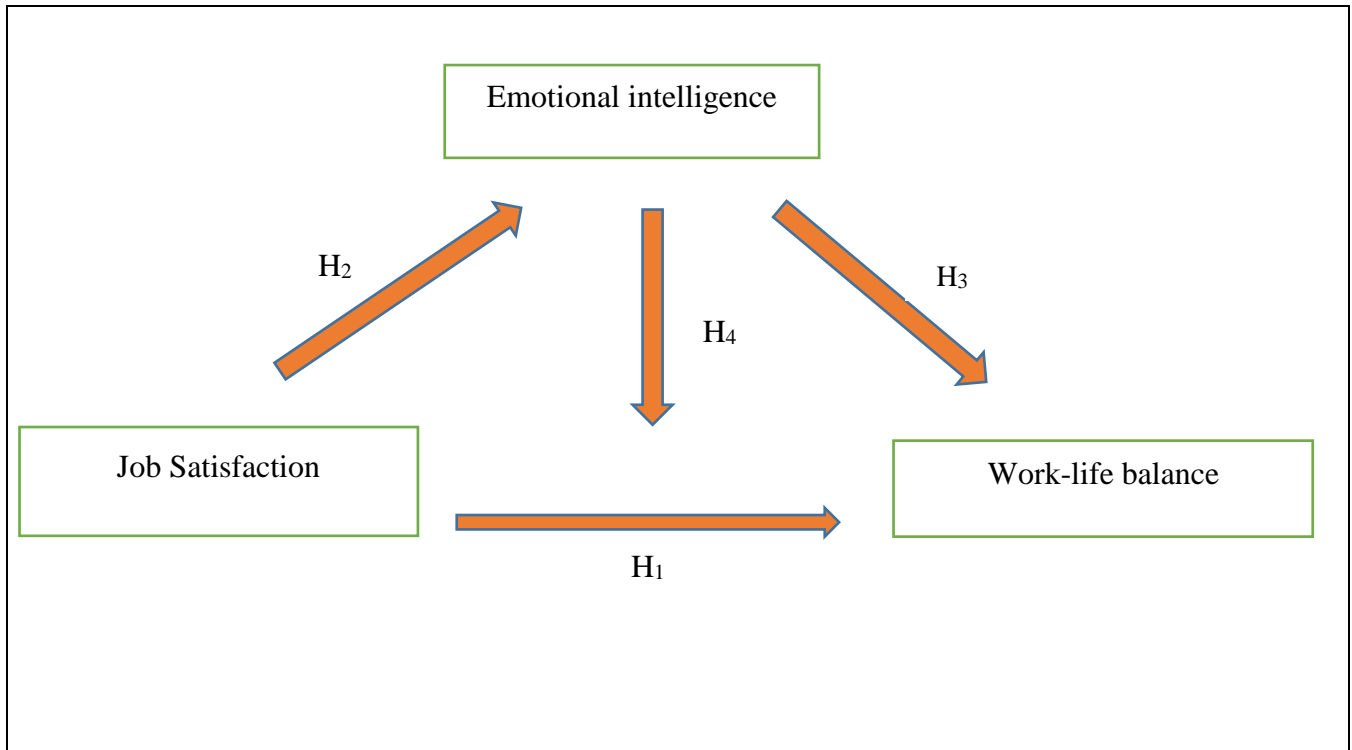 Emotional intelligence
H2
H3
H4
Job Satisfaction
Work-life balance
H1